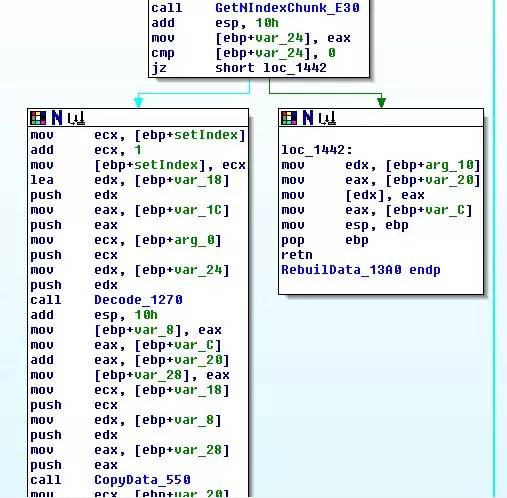 call GetNIndexChunk_E30
add esp, 10h
mov [ebp+var_24], eax
cmp [ebp+var_24], 0
jz short loc_1442
mov ecx, [ebp+setIndex]
add ecx, 1
mov [ebp+setIndex], ecx
lea edx, [ebp+var_18]
push edx
mov eax, [ebp+var_1C]
push eax
mov ecx, [ebp+arg_0]
push ecx
mov edx, [ebp+var_24]
push edx
call Decode_1270
add esp, 10h
mov [ebp+var_8], eax
mov eax, [ebp+var_C]
add eax, [ebp+var_20]
mov [ebp+var_28], eax
mov ecx, [ebp+var_18]
push ecx
mov edx, [ebp+var_8]
push edx
mov eax, [ebp+var_28]
push eax
call CopyData_550
mov ecx, [ebp+var_20]
loc_1442:
mov edx, [ebp+arg_10]
mov eax, [ebp+var_20]
mov [edx], eax
mov eax, [ebp+var_C]
mov esp, ebp
pop ebp
retn
RebuilData_13A0 endp